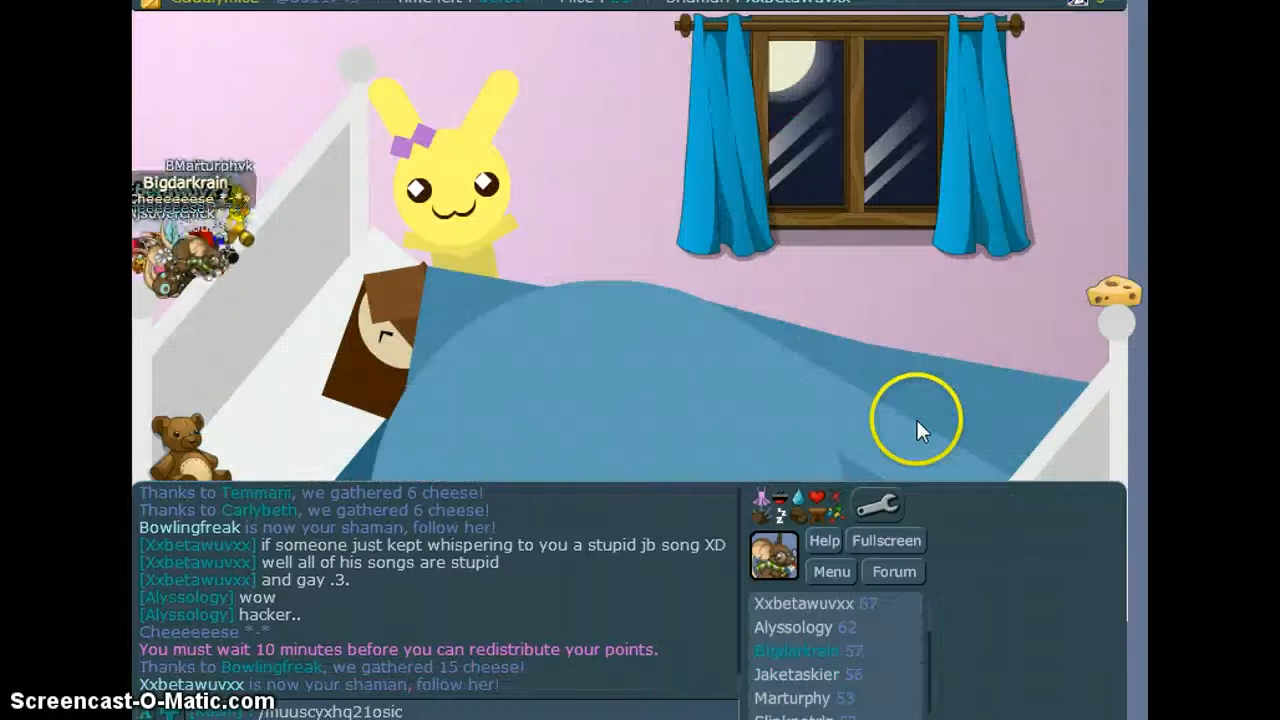 BMarturphvk
Bigdarkrain
Cheeeeeese
Thanks to Temmarii, we gathered 6 cheese!
Thanks to Carlybeth, we gathered 6 cheese!
Bowlingfreak is now your shaman, follow her!
[Xxbetawuvxx] if someone just kept whispering to you a stupid jb song XD
[Xxbetawuvxx] well all of his songs are stupid
[Xxbetawuvxx] and gay .3.
[Alyssology] wow
[Alyssology] hacker..
Cheeeeeese *-*
You must wait 10 minutes before you can redistribute your points.
Thanks to Bowlingfreak, we gathered 15 cheese!
Xxbetawuvxx is now your shaman, follow her!
Help
Fullscreen
Menu
Forum
Xxbetawuvxx 67
Alyssology 62
Bigdarkrain 57
Jaketaskier 56
Marturphy 53
Screencast-O-Matic.com